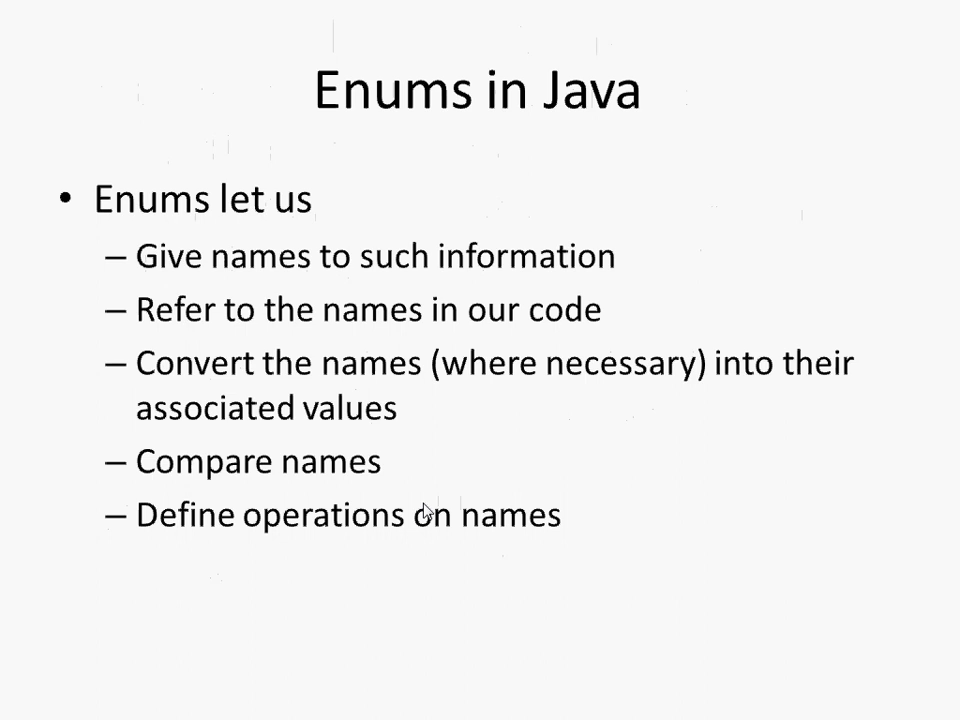 Enums in Java
• Enums let us
– Give names to such information
– Refer to the names in our code
– Convert the names (where necessary) into their
associated values
– Compare names
– Define operations on names